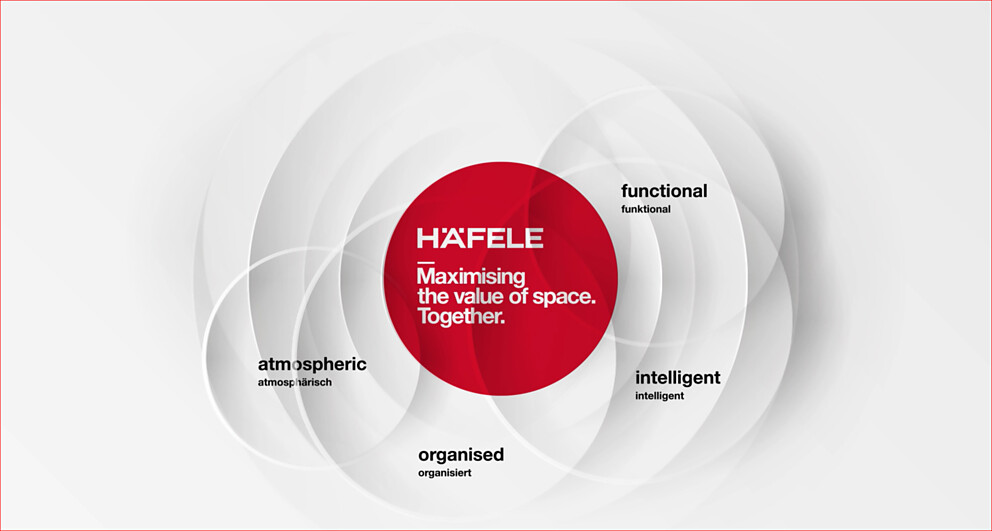 functional
funktional
HÄFELE
Maximising
the value of space.
Together.
atmospheric
atmosphärisch
intelligent
intelligent
organised
organisiert